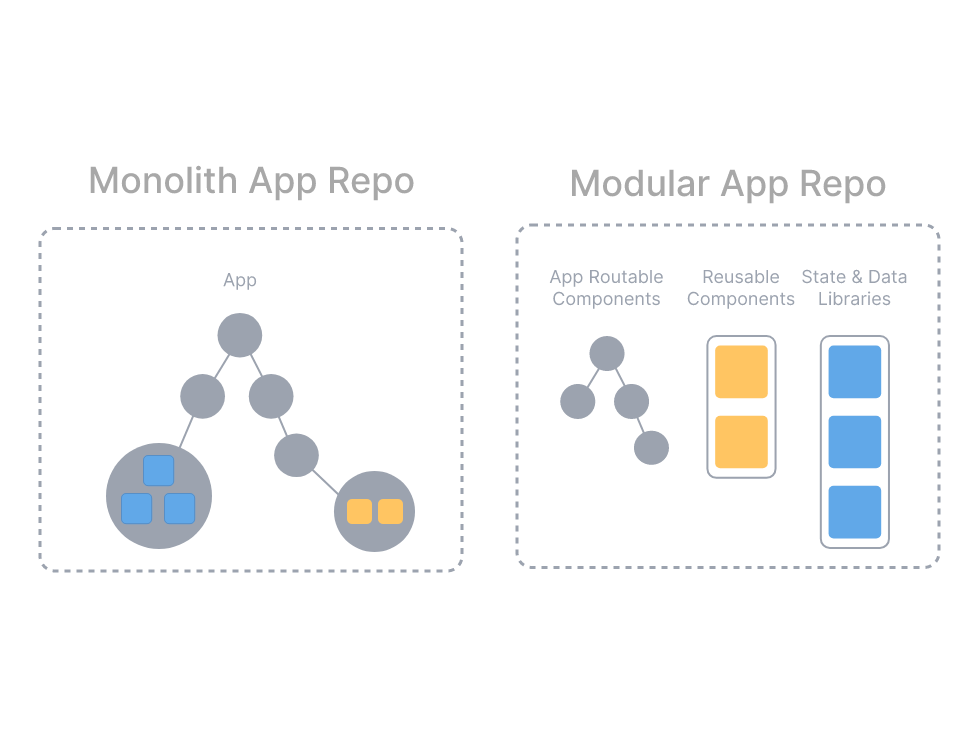 Monolith App Repo
App
Modular App Repo
App Routable
Components
Reusable
Components
State & Data
Libraries